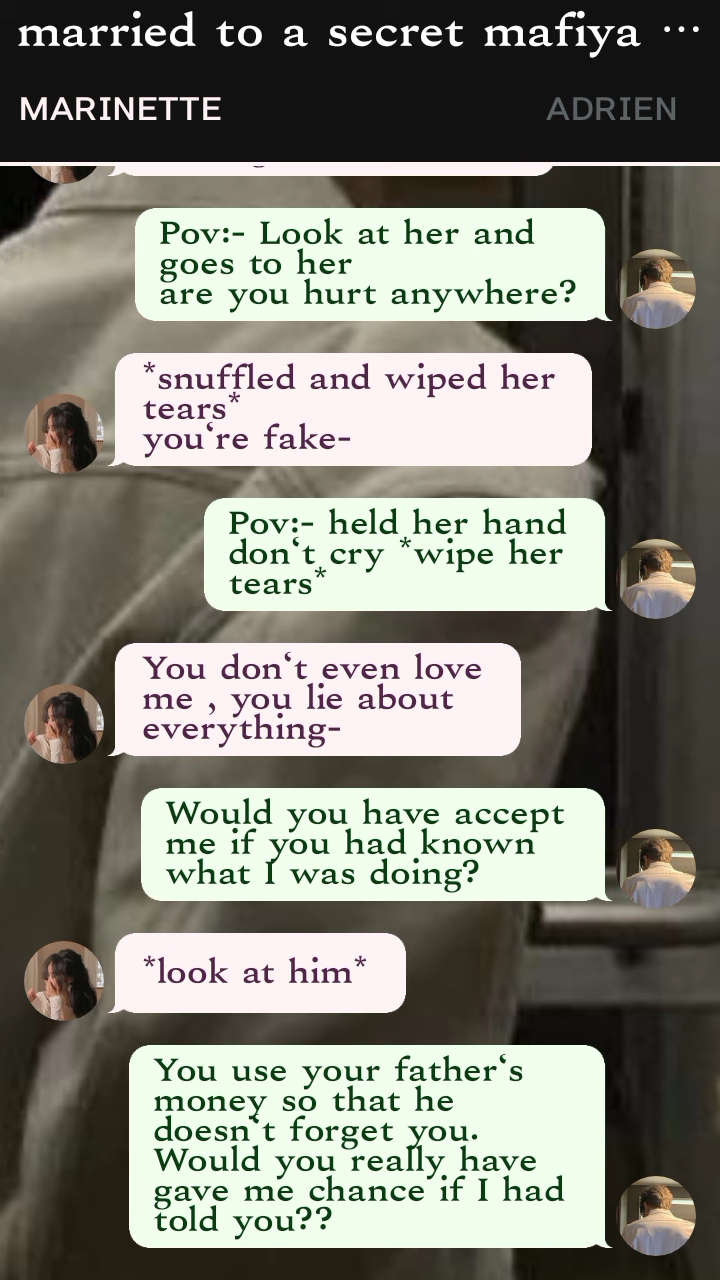 married to a secret mafiya ...
MARINETTE
ADRIEN
Pov:- Look at her and
goes to her
are you hurt anywhere?
*snuffled and wiped her
tears*
you‘re fake-
Pov:- held her hand
don‘t cry *wipe her
tears*
You don‘t even love
me , you lie about
everything-
Would you have accept
me if you had known
what I was doing?
*look at him*
You use your father‘s
money so that he
doesn‘t forget you.
Would you really have
gave me chance if I had
told you??